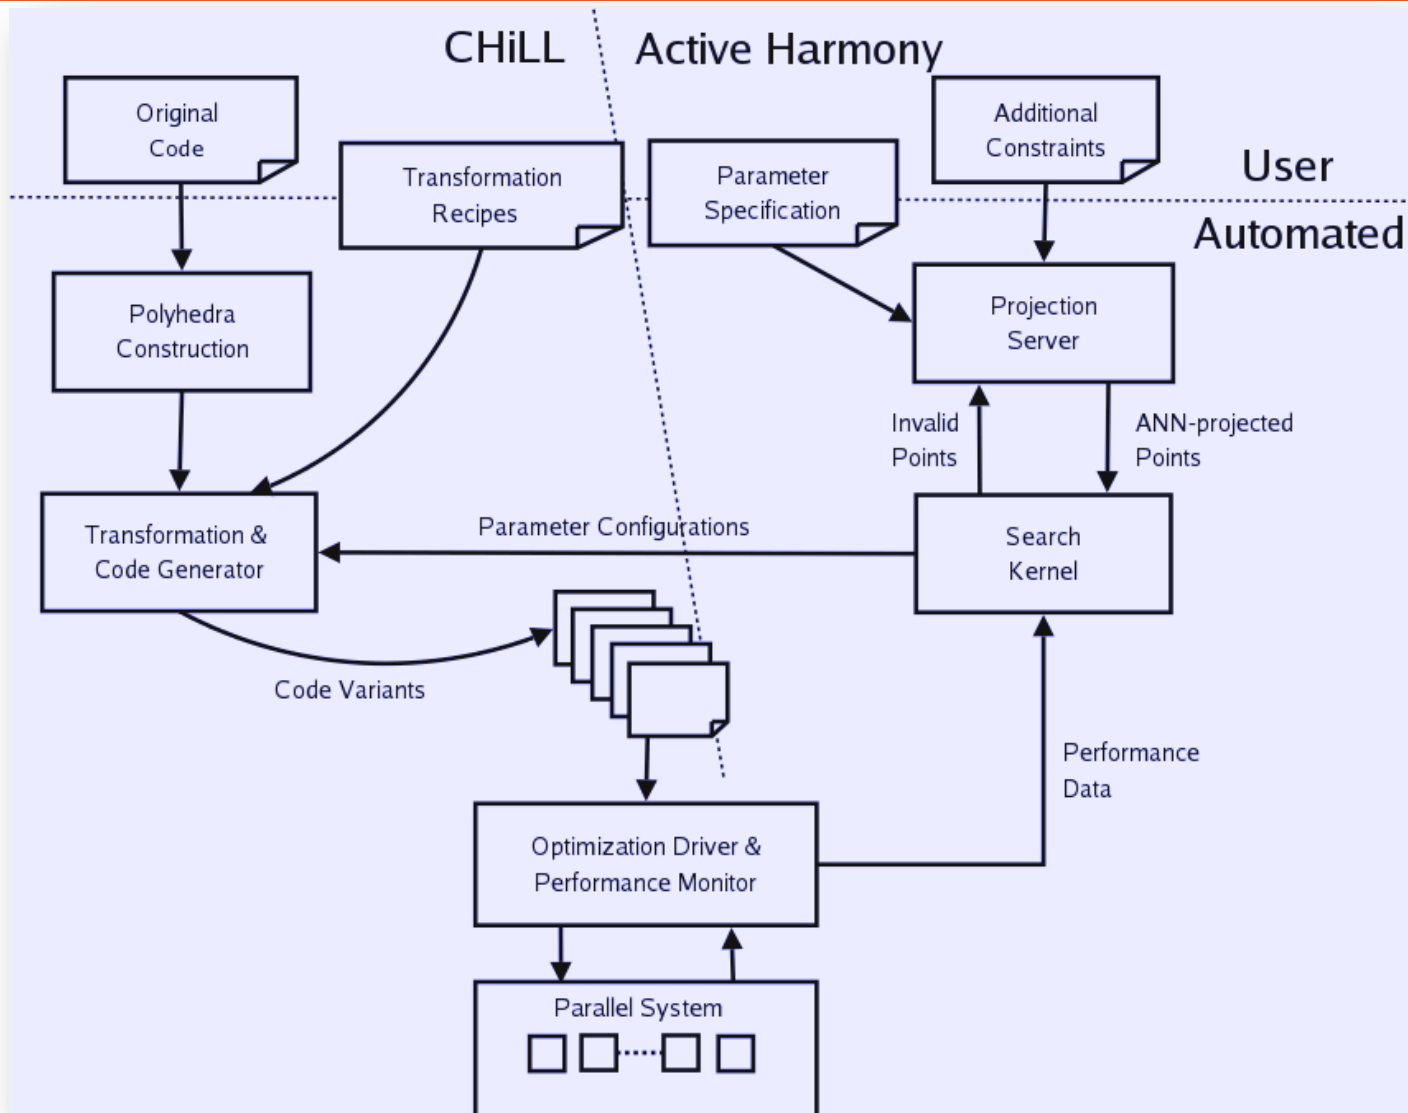 CHiLL
Active Harmony
Original
Code
Transformation
Recipes
Parameter
Specification
Additional
Constraints
User
Automated
Polyhedra
Construction
Projection
Server
Invalid
Points
ANN-projected
Points
Transformation &
Code Generator
Parameter Configurations
Search
Kernel
Code Variants
Performance
Data
Optimization Driver &
Performance Monitor
Parallel System